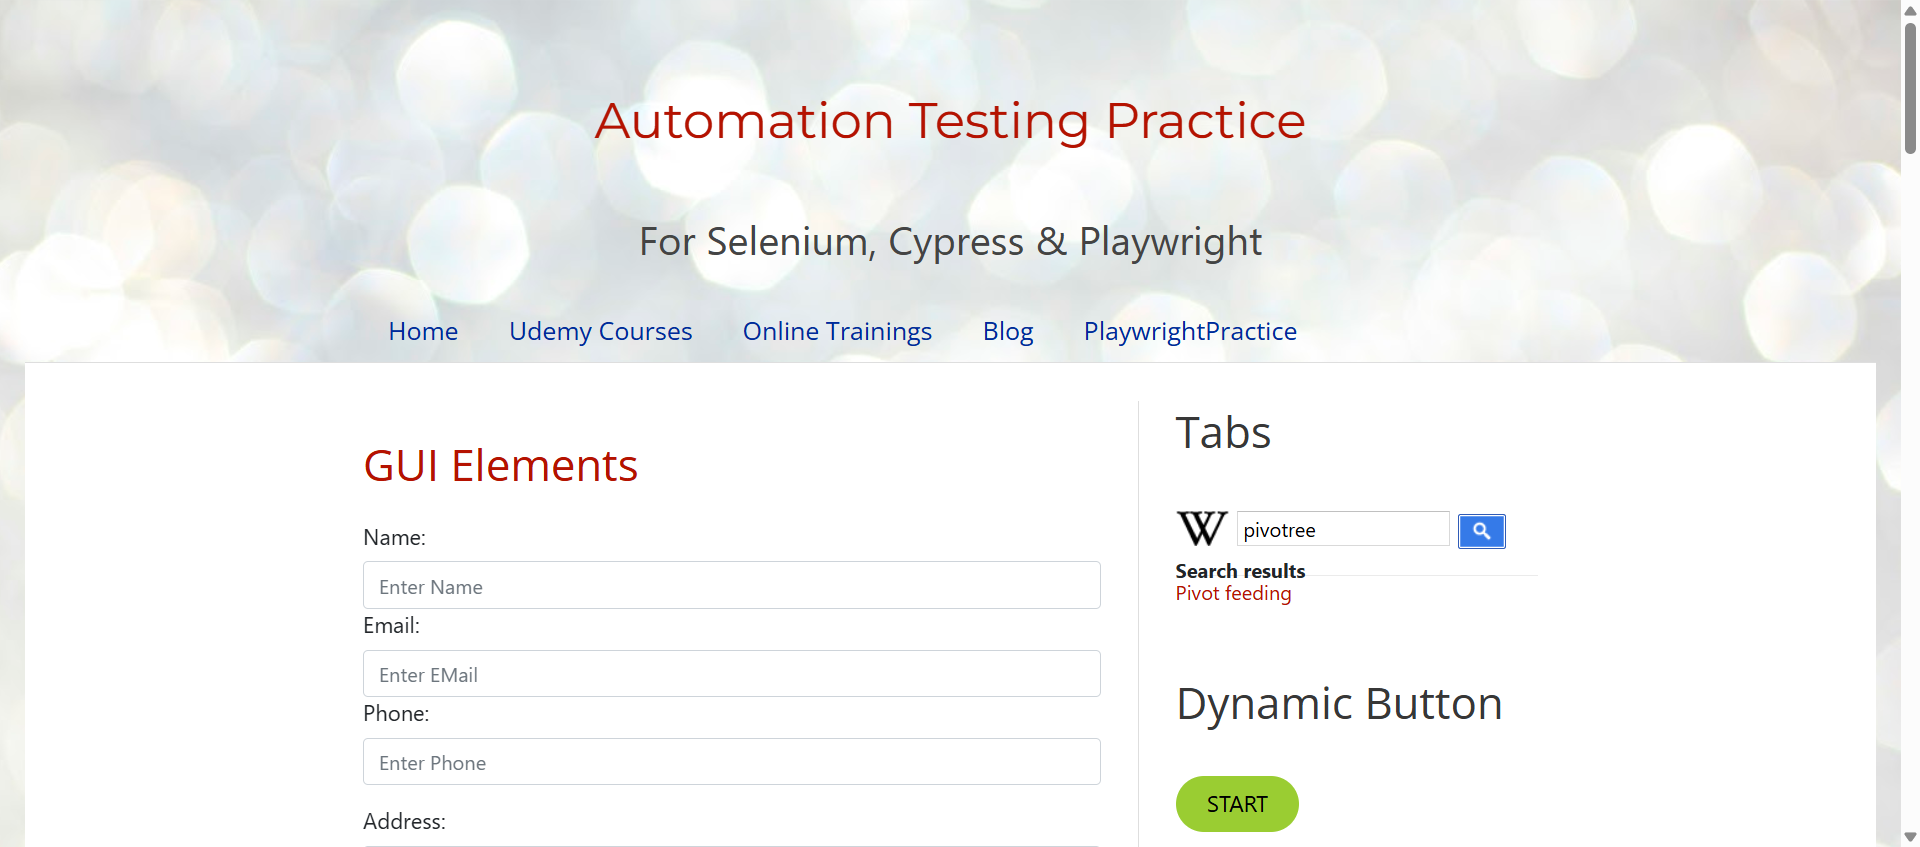 Automation Testing Practice
For Selenium, Cypress & Playwright
Home Udemy Courses Online Trainings Blog PlaywrightPractice
GUI Elements
Name:
Enter Name
Email:
Enter EMail
Phone:
Enter Phone
Address:
Tabs
W pivotree
Search results
Pivot feeding
Dynamic Button
START